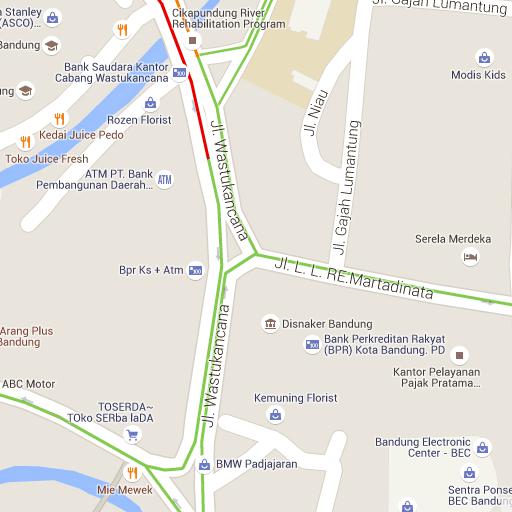 Stanley
(ASCO)...
Bandung
Cikapundung River
Rehabilitation Program
Jl. Gajah Lumantung
Modis Kids
Bank Saudara Kantor
Cabang Wastukancana
Rozen Florist
Kedai Juice Pedo
Toko Juice Fresh
Jl. Niau
Jl. Gajah Lumantung
Jl. Wastukancana
ATM PT. Bank
Pembangunan Daerah...
ATM
Serela Merdeka
Bpr Ks + Atm
Jl. L. L. RE.Martadinata
Jl. Wastukancana
Disnaker Bandung
Bank Perkreditan Rakyat
(BPR) Kota Bandung. PD
Arang Plus
Bandung
Kantor Pelayanan
Pajak Pratama...
ABC Motor
Kemuning Florist
TOSERDA~
TOko SERba laDA
Bandung Electronic
Center - BEC
BMW Padjajaran
Mie Mewek
Sentra Ponse
BEC Bandung